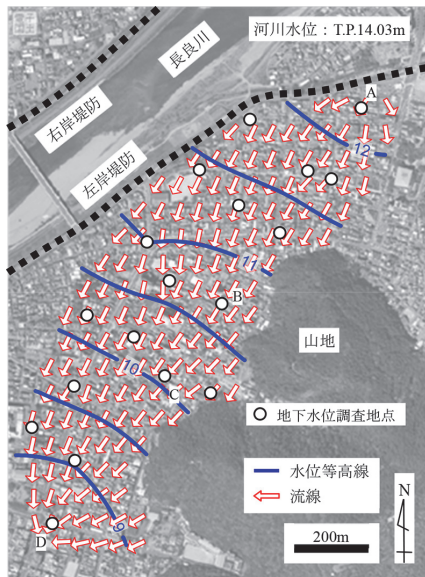 河川水位：T.P.14.03m
長良川
右岸堤防
左岸堤防
A
12
11
B
山地
10
C
地下水位調査地点
水位等高線
流線
N
9
200m
D